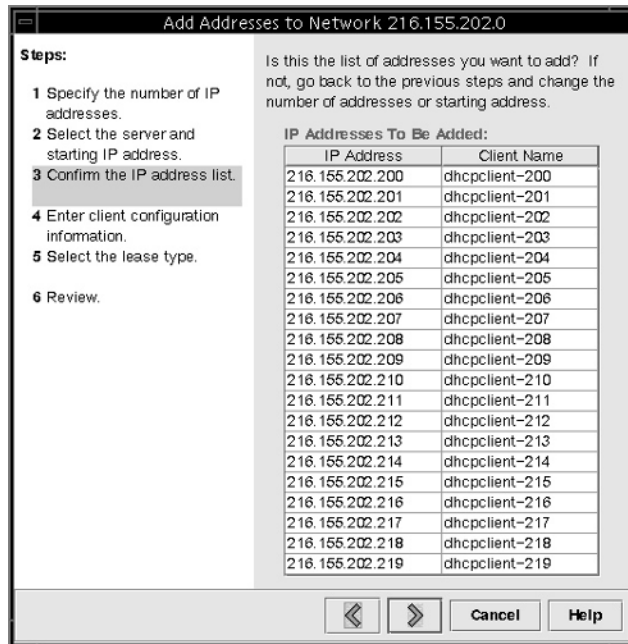 Add Addresses to Network 216.155.202.0
Steps:
1 Specify the number of IP
addresses.
2 Select the server and
starting IP address.
3 Confirm the IP address list.
4 Enter client configuration
information.
5 Select the lease type.
6 Review.
Is this the list of addresses you want to add? If
not, go back to the previous steps and change the
number of addresses or starting address.
IP Addresses To Be Added:
IP Address Client Name
216.155.202.200 dhcpclient-200
216.155.202.201 dhcpclient-201
216.155.202.202 dhcpclient-202
216.155.202.203 dhcpclient-203
216.155.202.204 dhcpclient-204
216.155.202.205 dhcpclient-205
216.155.202.206 dhcpclient-206
216.155.202.207 dhcpclient-207
216.155.202.208 dhcpclient-208
216.155.202.209 dhcpclient-209
216.155.202.210 dhcpclient-210
216.155.202.211 dhcpclient-211
216.155.202.212 dhcpclient-212
216.155.202.213 dhcpclient-213
216.155.202.214 dhcpclient-214
216.155.202.215 dhcpclient-215
216.155.202.216 dhcpclient-216
216.155.202.217 dhcpclient-217
216.155.202.218 dhcpclient-218
216.155.202.219 dhcpclient-219
Cancel Help